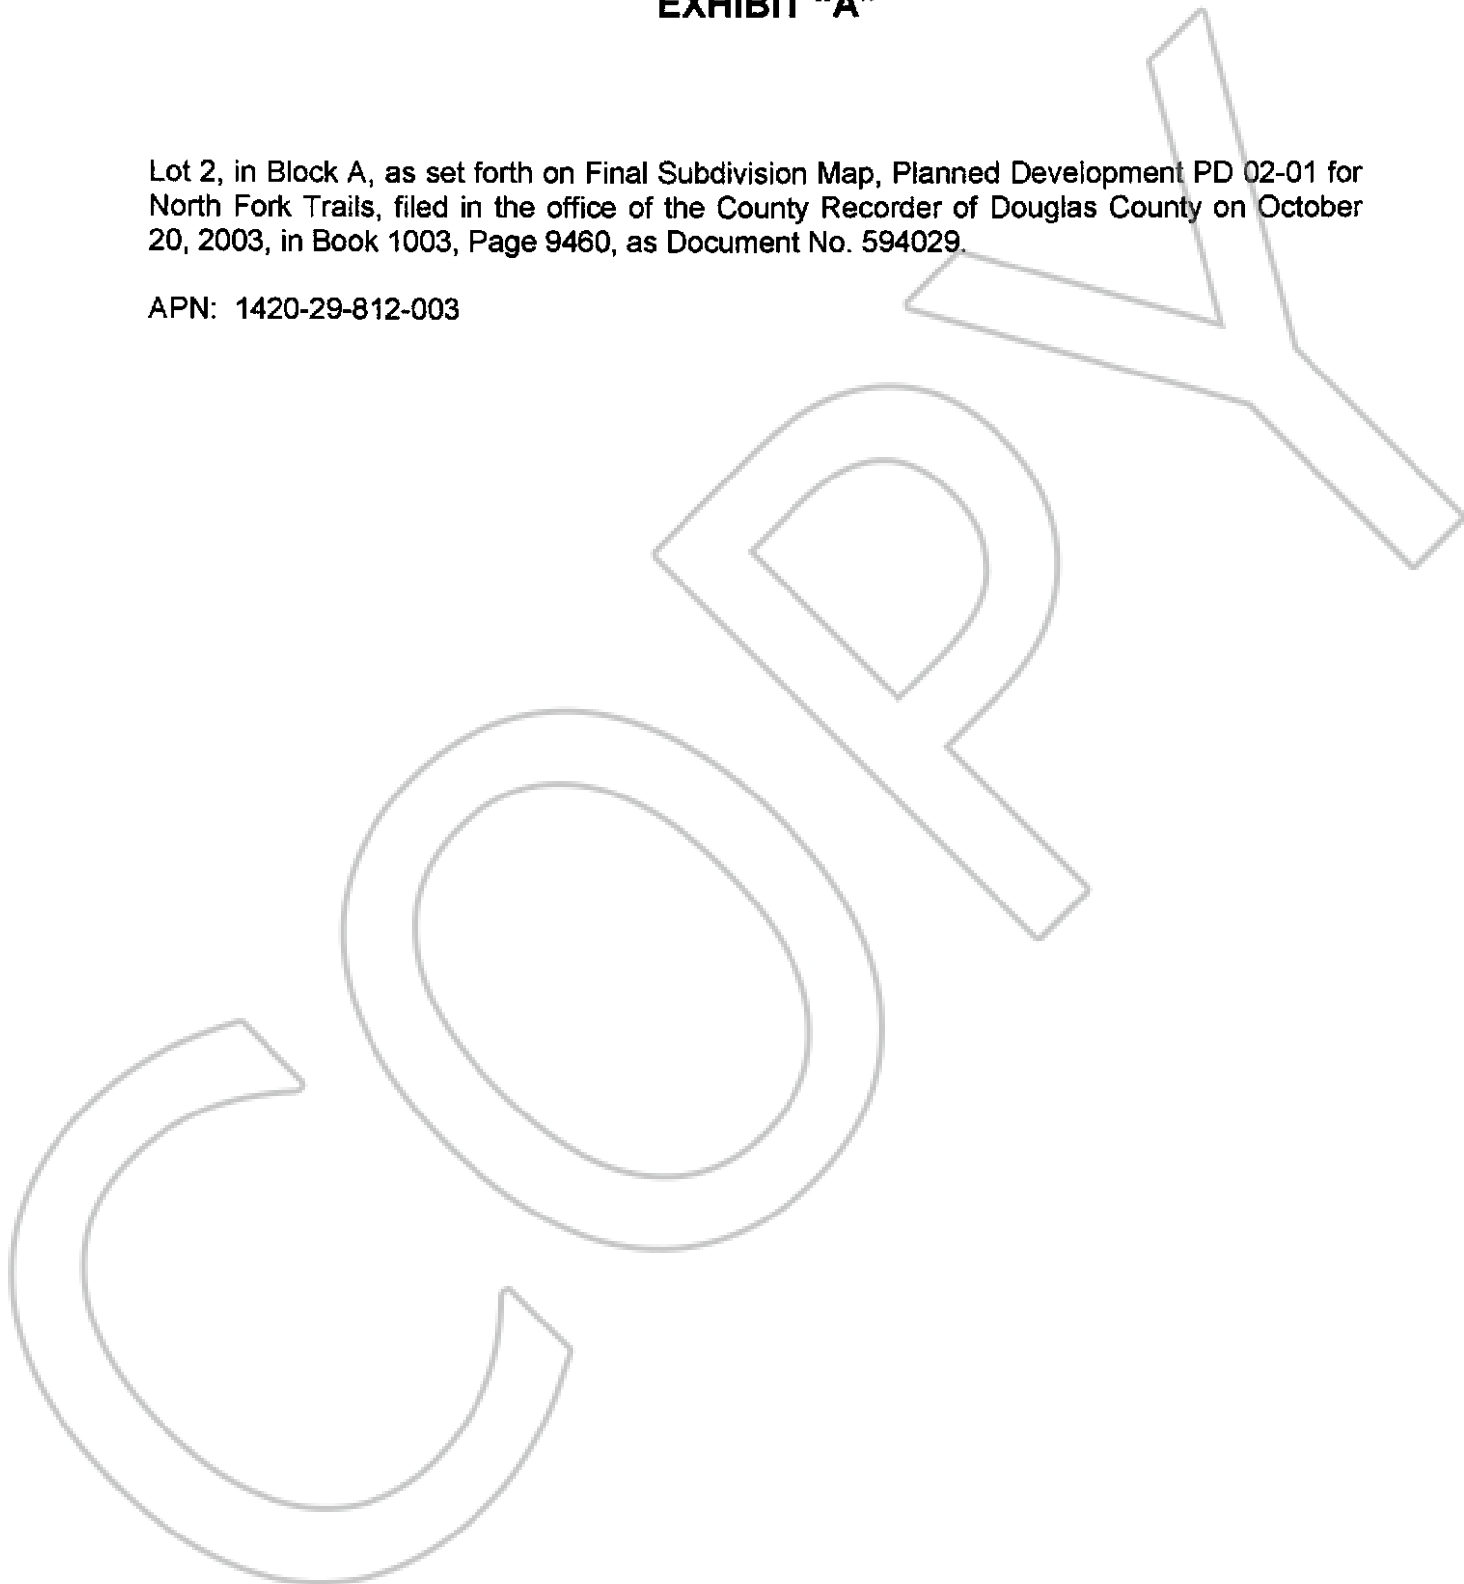 EXHIBIT "A"
Lot 2, in Block A, as set forth on Final Subdivision Map, Planned Development PD 02-01 for
North Fork Trails, filed in the office of the County Recorder of Douglas County on October
20, 2003, in Book 1003, Page 9460, as Document No. 594029.
APN: 1420-29-812-003
COPY